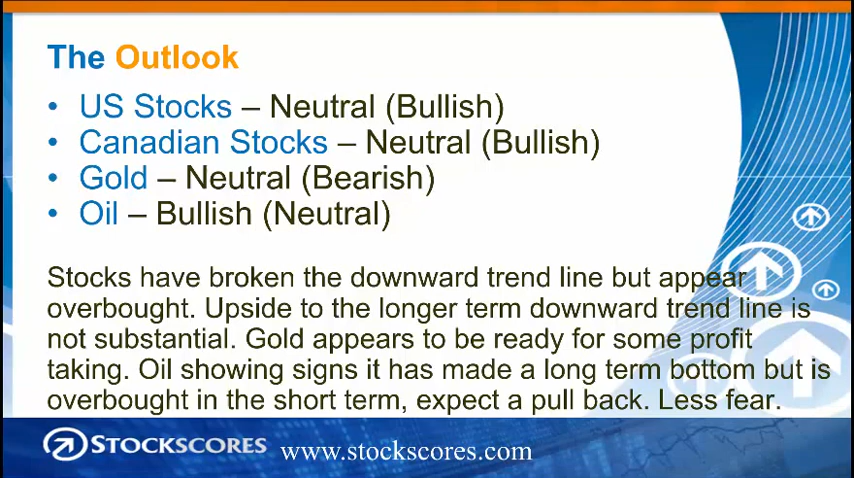 The Outlook
• US Stocks – Neutral (Bullish)
• Canadian Stocks – Neutral (Bullish)
• Gold – Neutral (Bearish)
• Oil – Bullish (Neutral)
Stocks have broken the downward trend line but appear
overbought. Upside to the longer term downward trend line is
not substantial. Gold appears to be ready for some profit
taking. Oil showing signs it has made a long term bottom but is
overbought in the short term, expect a pull back. Less fear.
STOCKSCORES www.stockscores.com